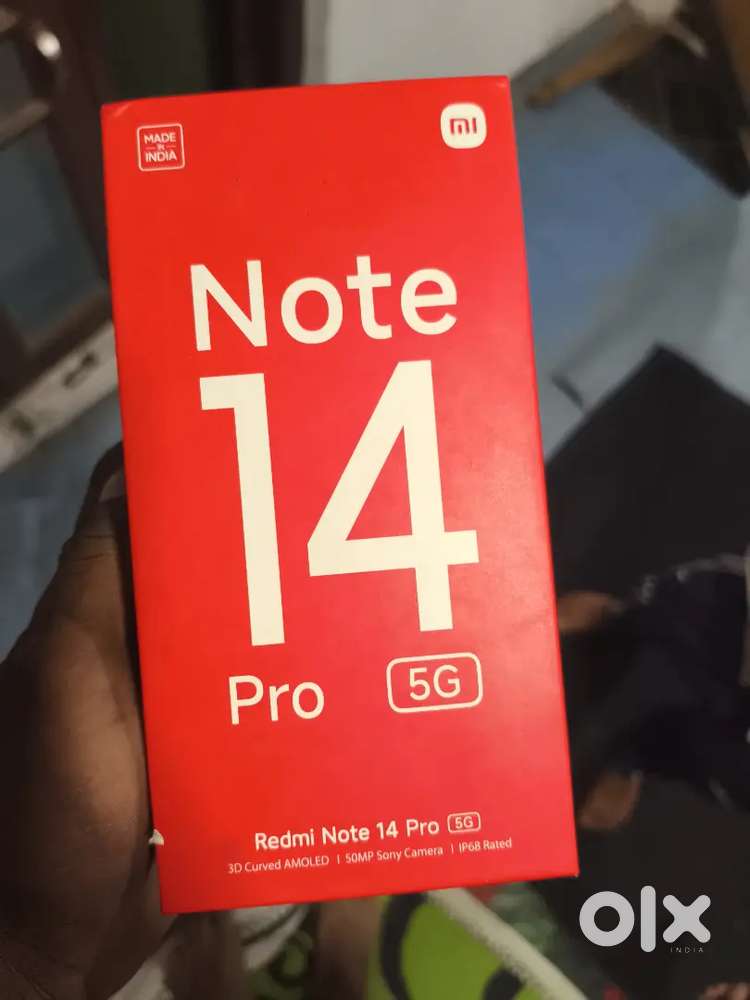 MADE
IN
INDIA
mi
Note
14
Pro 5G
Redmi Note 14 Pro 5G
3D Curved AMOLED | 50MP Sony Camera | IP68 Rated
olx
INDIA